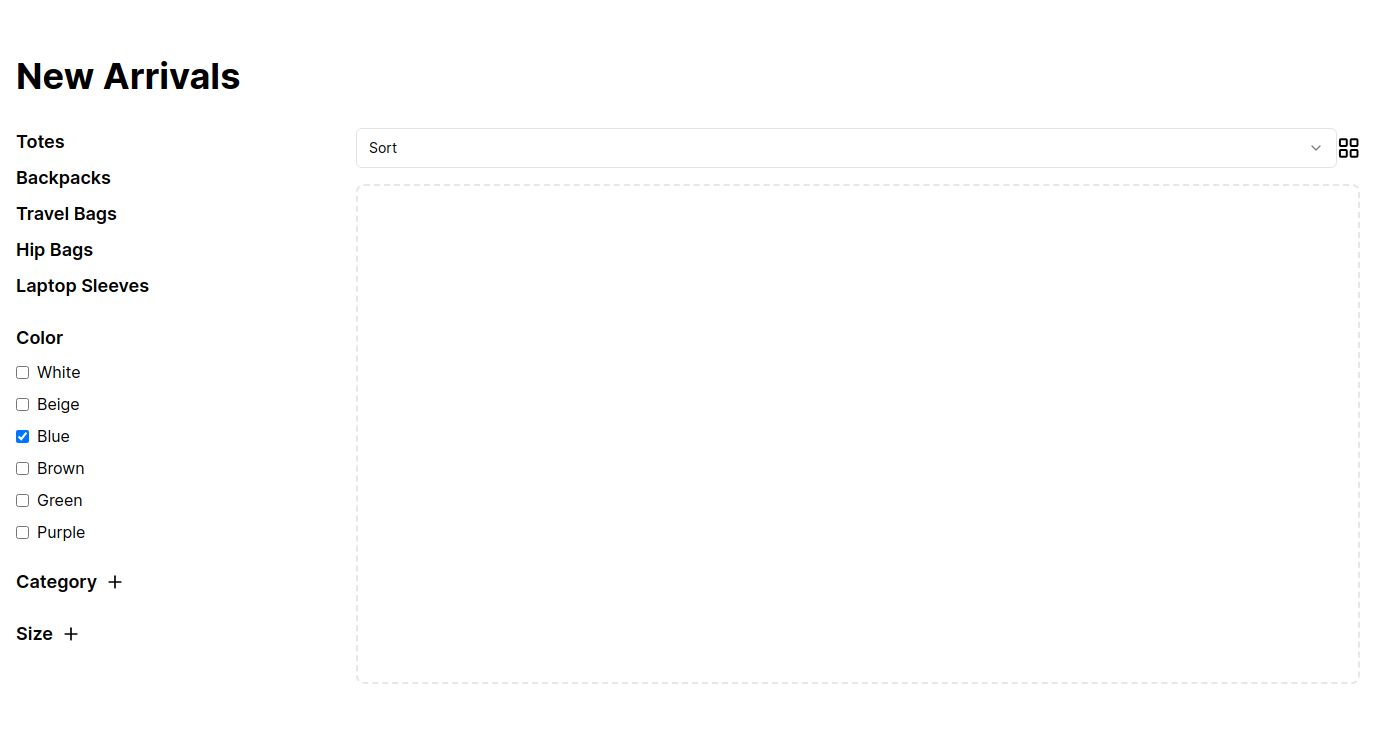 New Arrivals
Totes
Backpacks
Travel Bags
Hip Bags
Laptop Sleeves
Color
White
Beige
Blue
Brown
Green
Purple
Category
Size
Sort